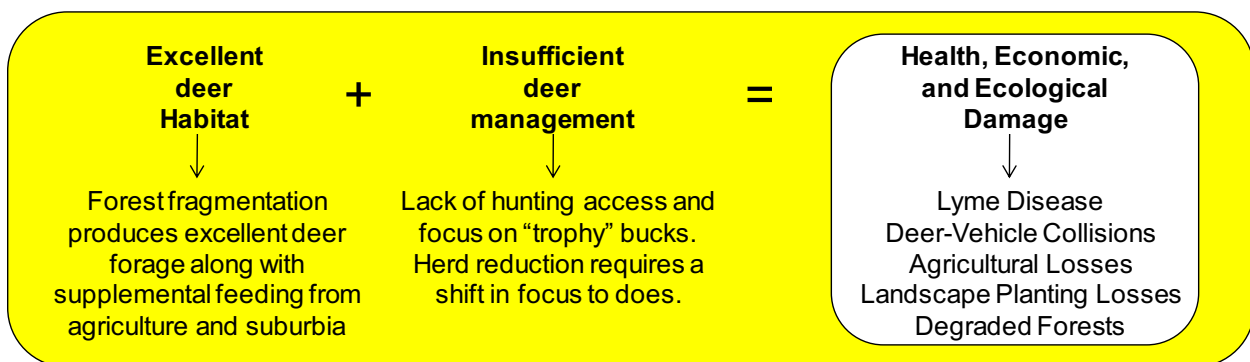 Excellent
deer
Habitat
Forest fragmentation
produces excellent deer
forage along with
supplemental feeding from
agriculture and suburbia
+
Insufficient
deer
management
Lack of hunting access and
focus on “trophy” bucks.
Herd reduction requires a
shift in focus to does.
=
Health, Economic,
and Ecological
Damage
Lyme Disease
Deer-Vehicle Collisions
Agricultural Losses
Landscape Planting Losses
Degraded Forests